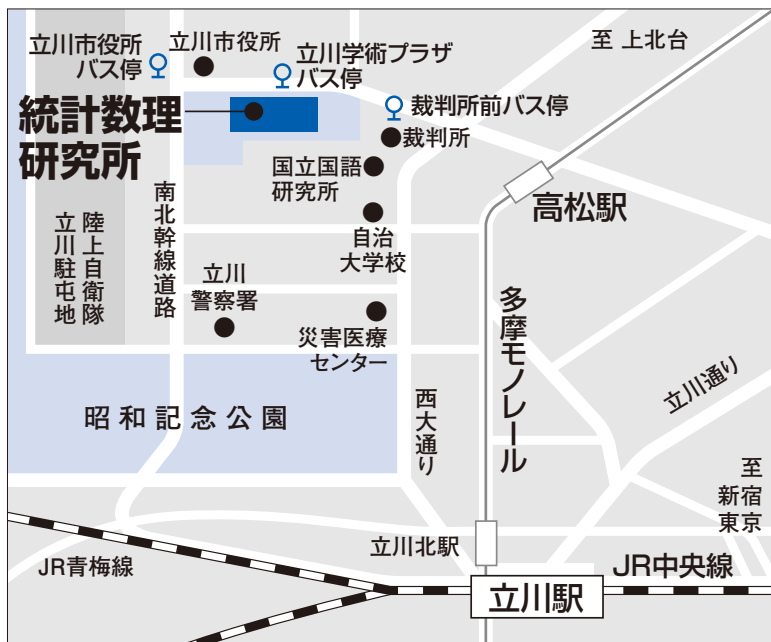 立川市役所
バス停
立川市役所
立川学術プラザ
バス停
至 上北台
統計数理
研究所
裁判所前バス停
裁判所
国立国語
研究所
高松駅
南北幹線道路
陸上自衛隊
立川駐屯地
自治
大学校
立川
警察署
災害医療
センター
多摩モノレール
立川通り
西大通り
昭和記念公園
至
新宿
東京
立川北駅
JR青梅線
JR中央線
立川駅